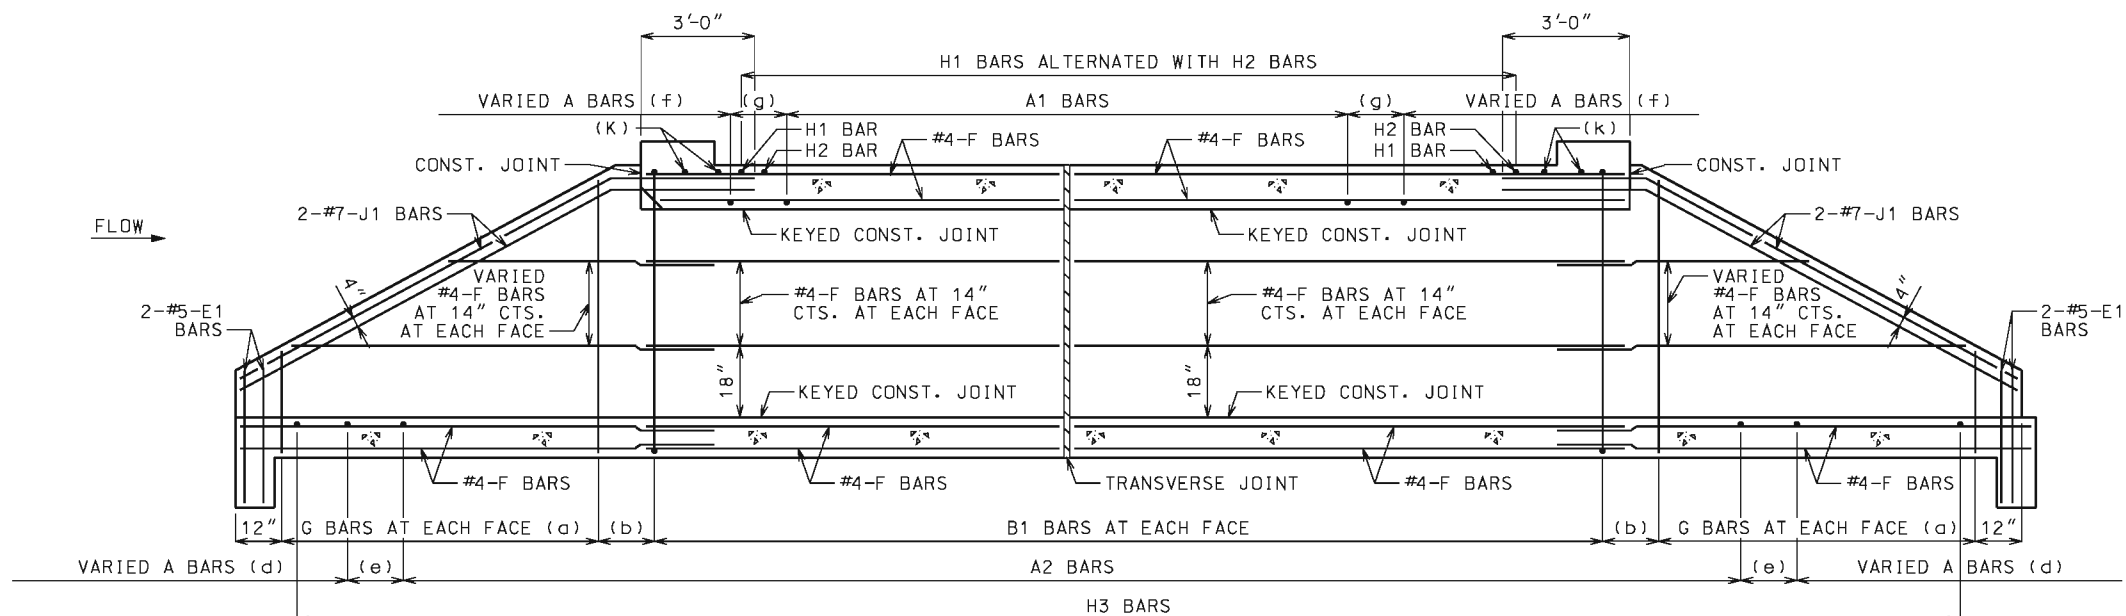 3'-0"
3'-0"
H1 BARS ALTERNATED WITH H2 BARS
VARIED A BARS (f)
(g)
A1 BARS
(g)
VARIED A BARS (f)
(K)
H1 BAR
H2 BAR
#4-F BARS
#4-F BARS
H2 BAR
H1 BAR
(k)
CONST. JOINT
CONST. JOINT
2-#7-J1 BARS
2-#7-J1 BARS
FLOW
KEYED CONST. JOINT
KEYED CONST. JOINT
4"
VARIED
#4-F BARS
AT 14" CTS.
AT EACH FACE
#4-F BARS AT 14"
CTS. AT EACH FACE
#4-F BARS AT 14"
CTS. AT EACH FACE
VARIED
#4-F BARS
AT 14" CTS.
AT EACH FACE
4"
2-#5-E1
BARS
2-#5-E1
BARS
18"
KEYED CONST. JOINT
18"
KEYED CONST. JOINT
#4-F BARS
#4-F BARS
TRANSVERSE JOINT
#4-F BARS
#4-F BARS
12"
G BARS AT EACH FACE (a)
(b)
B1 BARS AT EACH FACE
(b)
G BARS AT EACH FACE (a)
12"
VARIED A BARS (d)
(e)
A2 BARS
(e)
VARIED A BARS (d)
H3 BARS